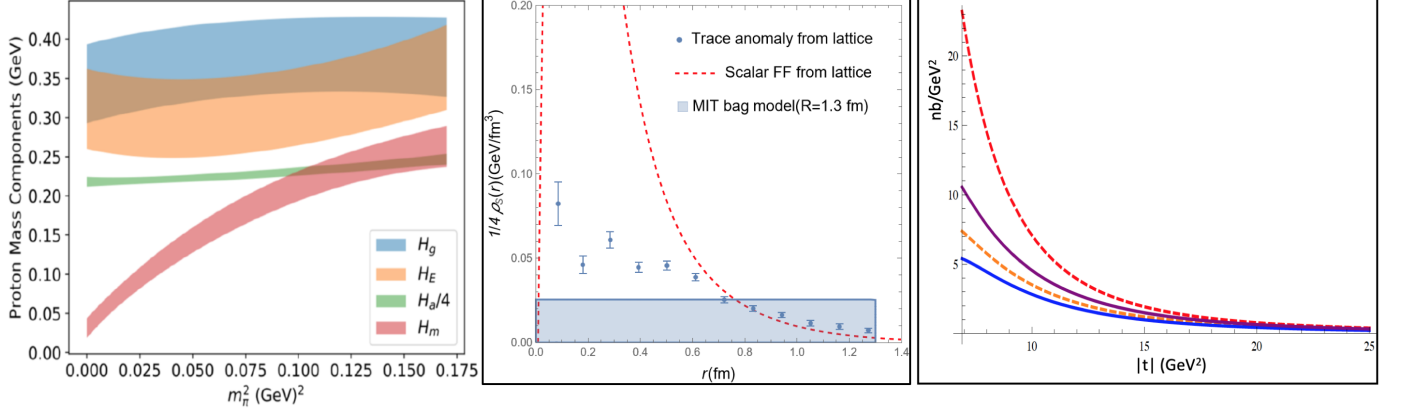 Proton Mass Components (GeV)
0.40
0.35
0.30
0.25
0.20
0.15
0.10
0.05
0.00
0.000 0.025 0.050 0.075 0.100 0.125 0.150 0.175
m_π^2 (GeV)^2
H_g
H_E
H_a/4
H_m
1/4 ρ_S(r)(GeV/fm^3)
0.20
0.15
0.10
0.05
0.00
0.0 0.2 0.4 0.6 0.8 1.0 1.2 1.4
r(fm)
Trace anomaly from lattice
Scalar FF from lattice
MIT bag model(R=1.3 fm)
nb/GeV^2
20
15
10
5
10 15 20 25
|t| (GeV^2)